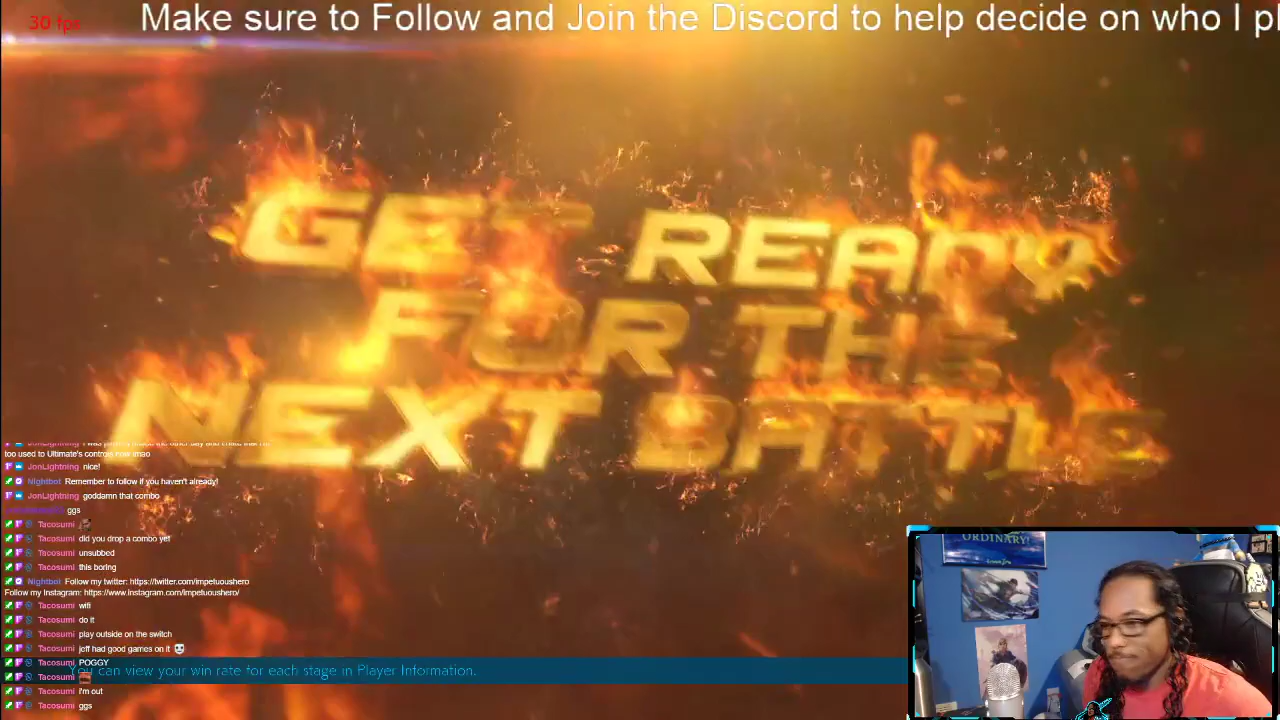 30 fps
Make sure to Follow and Join the Discord to help decide on who I
GET READY
FOR THE
NEXT BATTLE
too used to Ultimate's controls now lmao
JonLightning nice!
Nightbot Remember to follow if you haven't already!
JonLightning goddamn that combo
ggs
Tacosumi
Tacosumi did you drop a combo yet
Tacosumi unsubbed
Tacosumi this boring
Nightbot Follow my twitter: https://twitter.com/impetuoushero
Follow my Instagram: https://www.instagram.com/impetuoushero/
Tacosumi wifi
Tacosumi do it
Tacosumi play outside on the switch
Tacosumi jeff had good games on it
Tacosumi POGGY
You can view your win rate for each stage in Player Information.
Tacosumi
Tacosumi i'm out
Tacosumi ggs
ORDINARY!